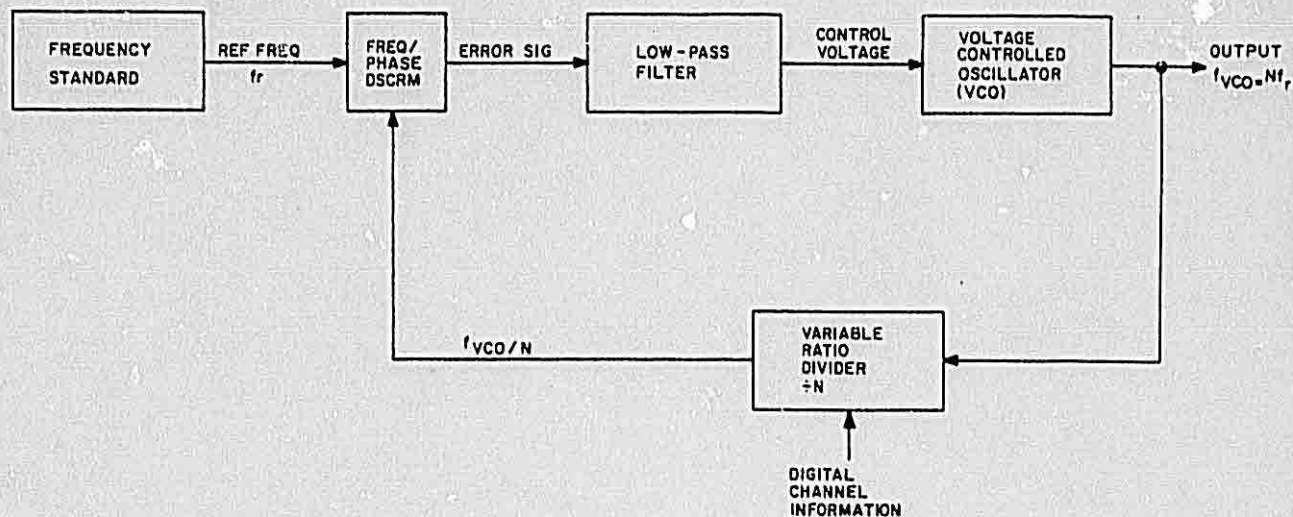 FREQUENCY
STANDARD
REF FREQ
fr
FREQ/
PHASE
DSCRM
ERROR SIG
LOW-PASS
FILTER
CONTROL
VOLTAGE
VOLTAGE
CONTROLLED
OSCILLATOR
(VCO)
OUTPUT
fVCO=Nfr
fVCO/N
VARIABLE
RATIO
DIVIDER
÷N
DIGITAL
CHANNEL
INFORMATION